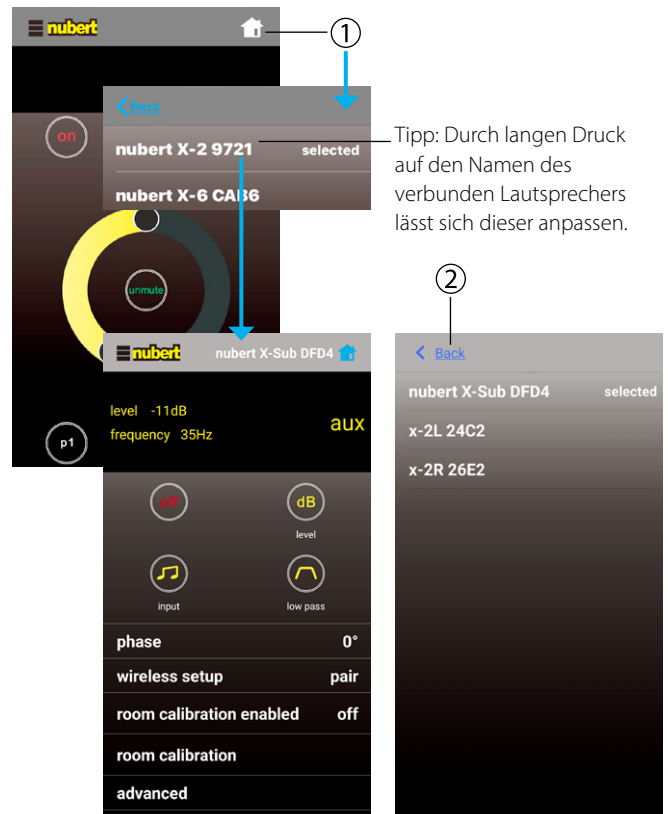 nubert
①
Back
on
nubert X-2 9721 selected
nubert X-6 CAB6
Tipp: Durch langen Druck
auf den Namen des
verbunden Lautsprechers
lässt sich dieser anpassen.
unmute
p1
nubert nubert X-Sub DFD4
level -11dB
frequency 35Hz
aux
off
dB
level
input
low pass
phase 0°
wireless setup pair
room calibration enabled off
room calibration
advanced
②
Back
nubert X-Sub DFD4 selected
x-2L 24C2
x-2R 26E2